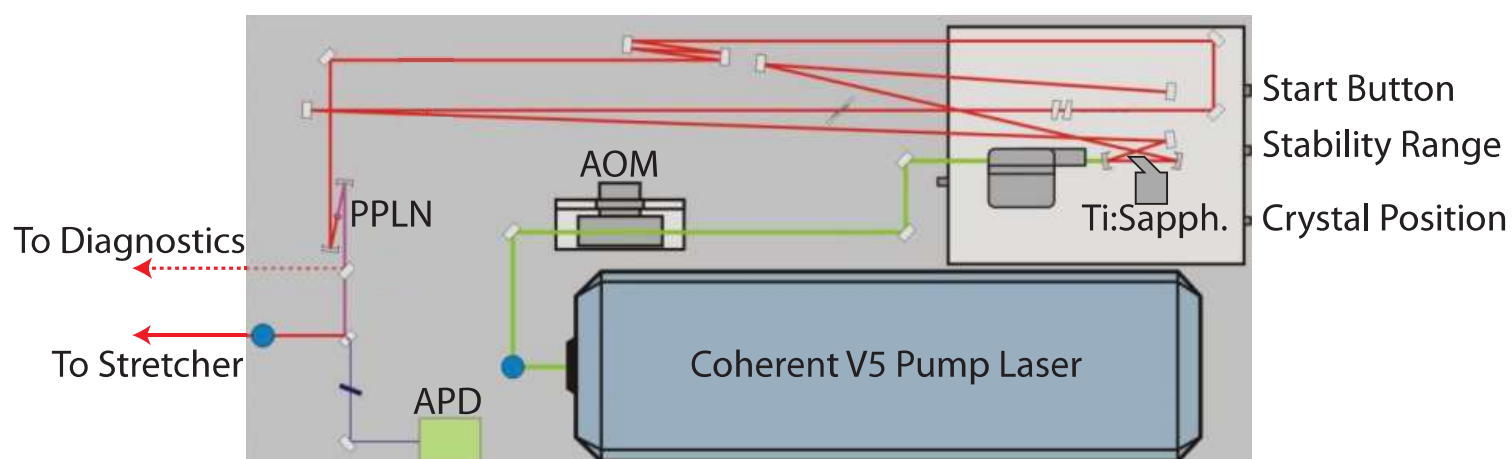 Start Button
Stability Range
AOM
PPLN
Ti:Sapph.
Crystal Position
To Diagnostics
To Stretcher
Coherent V5 Pump Laser
APD